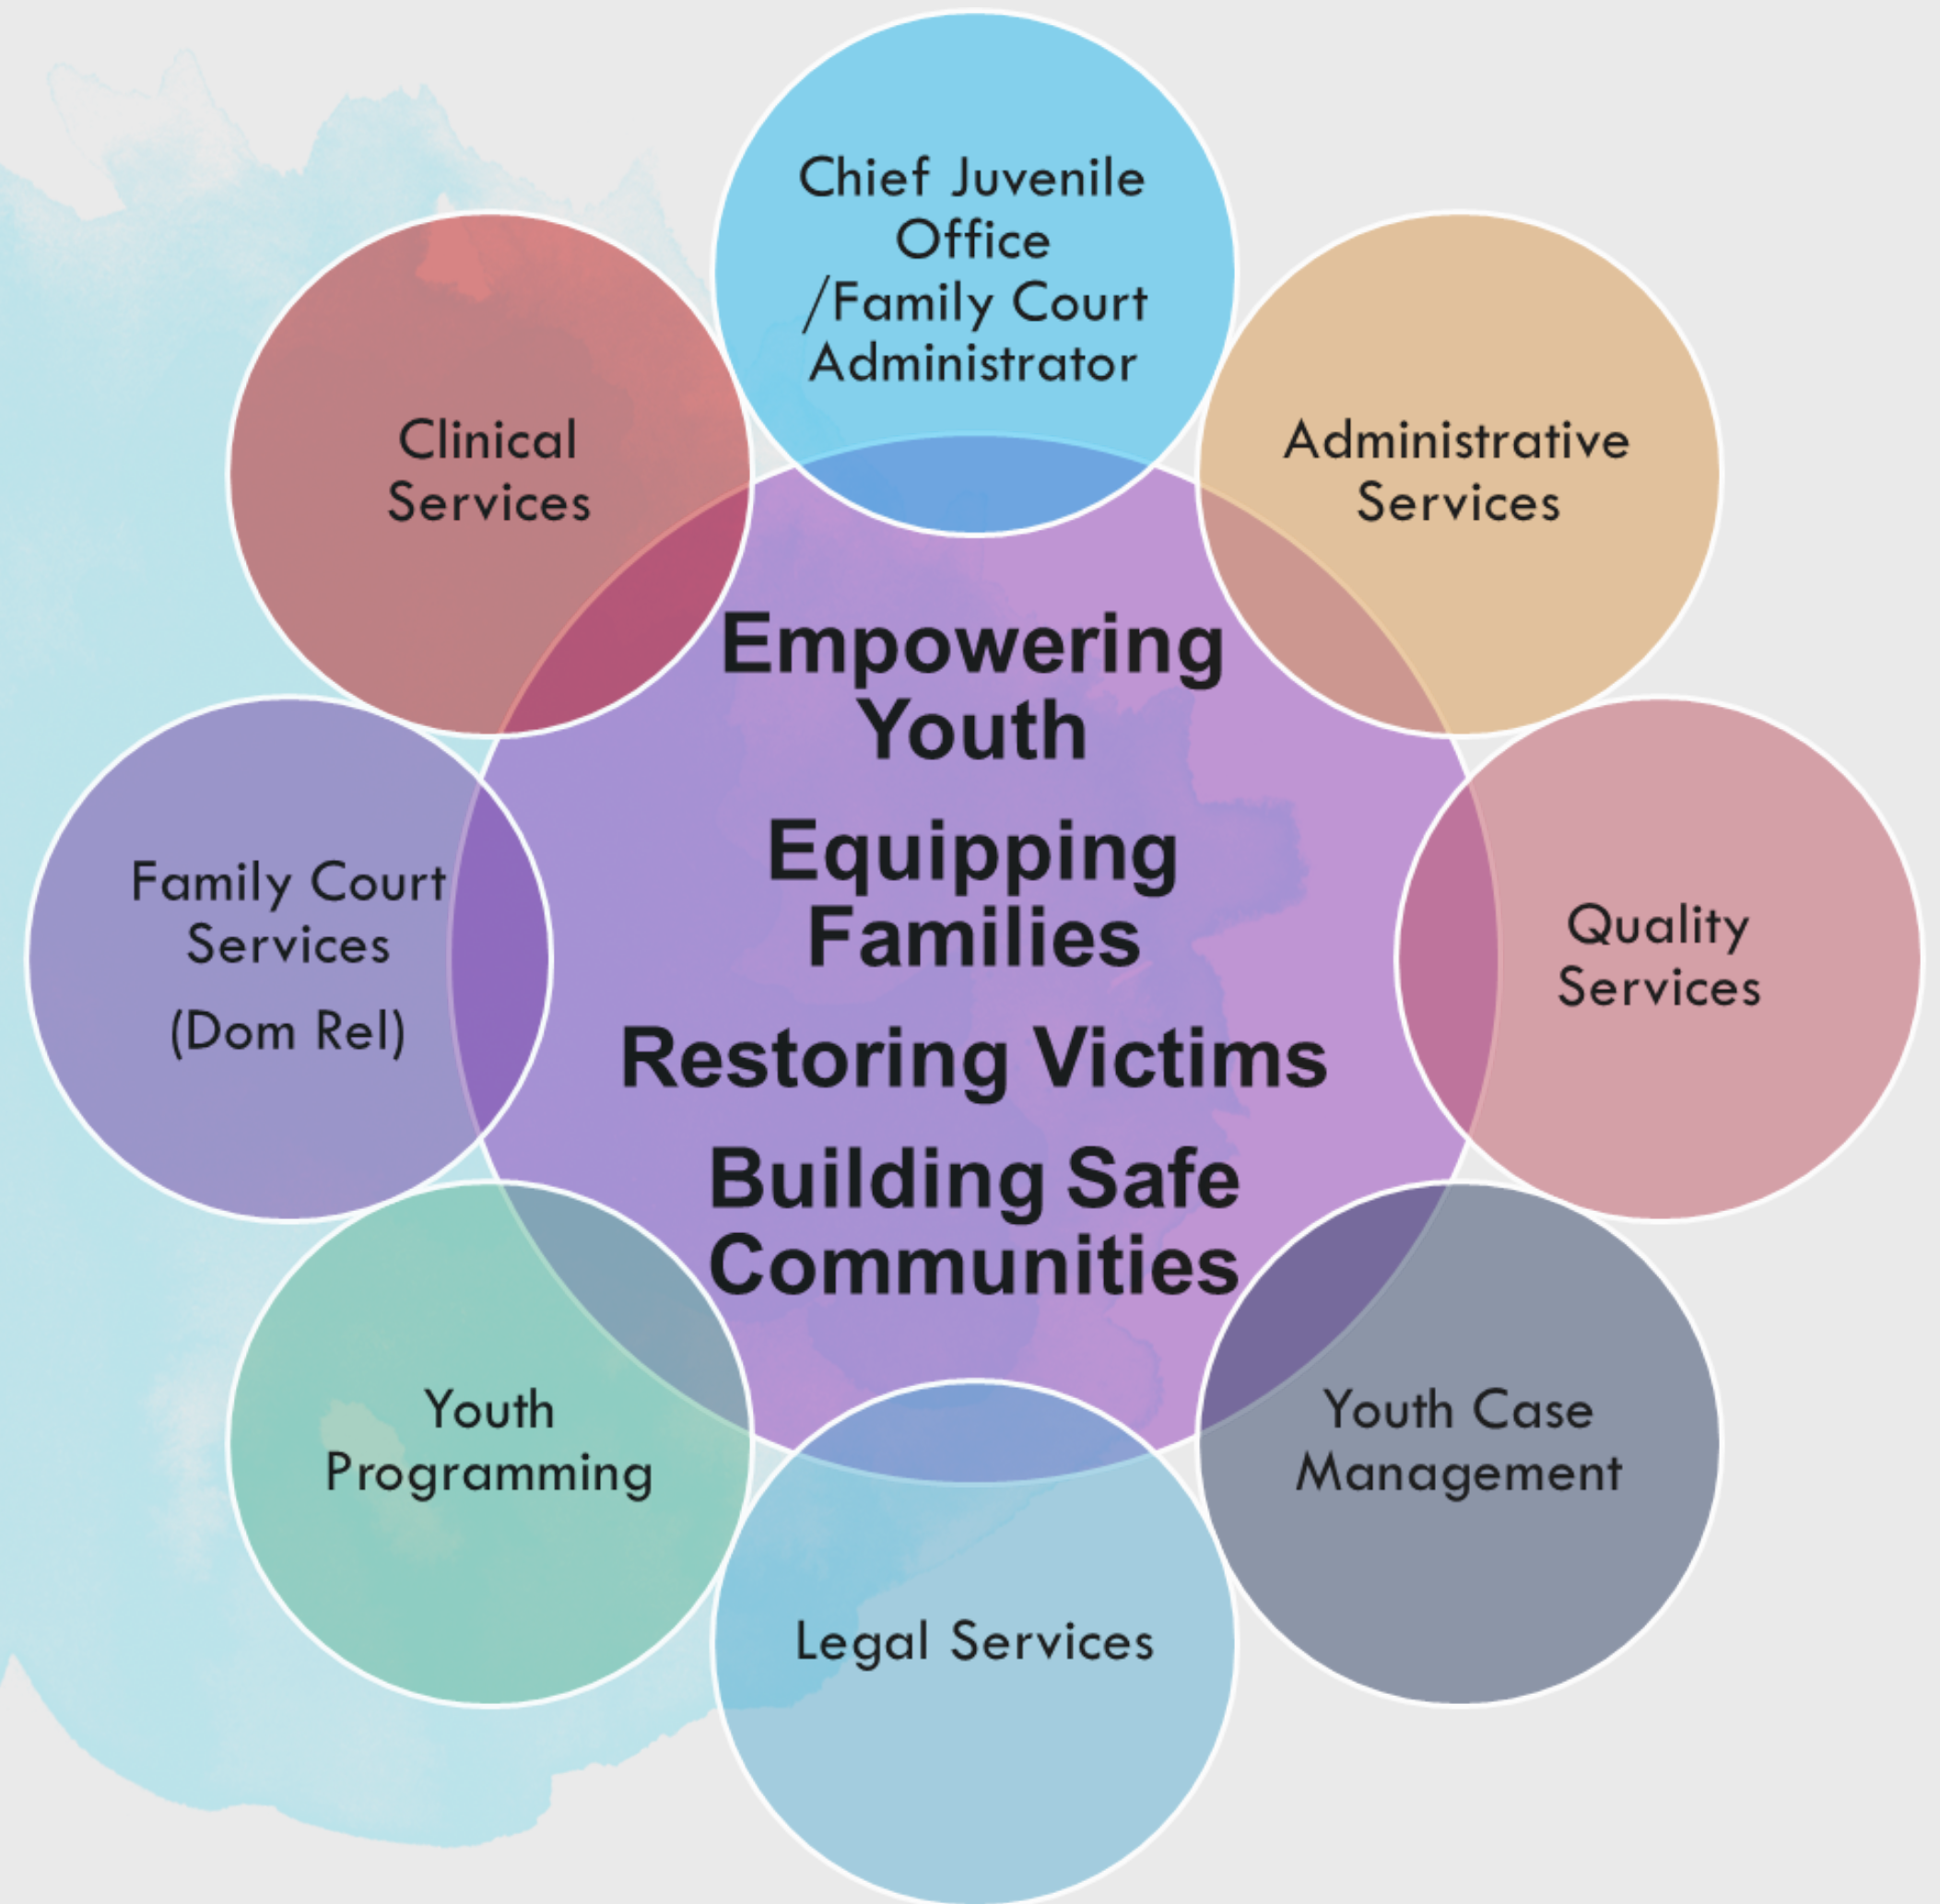 Chief Juvenile
Office
/Family Court
Administrator
Administrative
Services
Quality
Services
Youth Case
Management
Legal Services
Youth
Programming
Family Court
Services
(Dom Rel)
Clinical
Services
Empowering
Youth
Equipping
Families
Restoring Victims
Building Safe
Communities